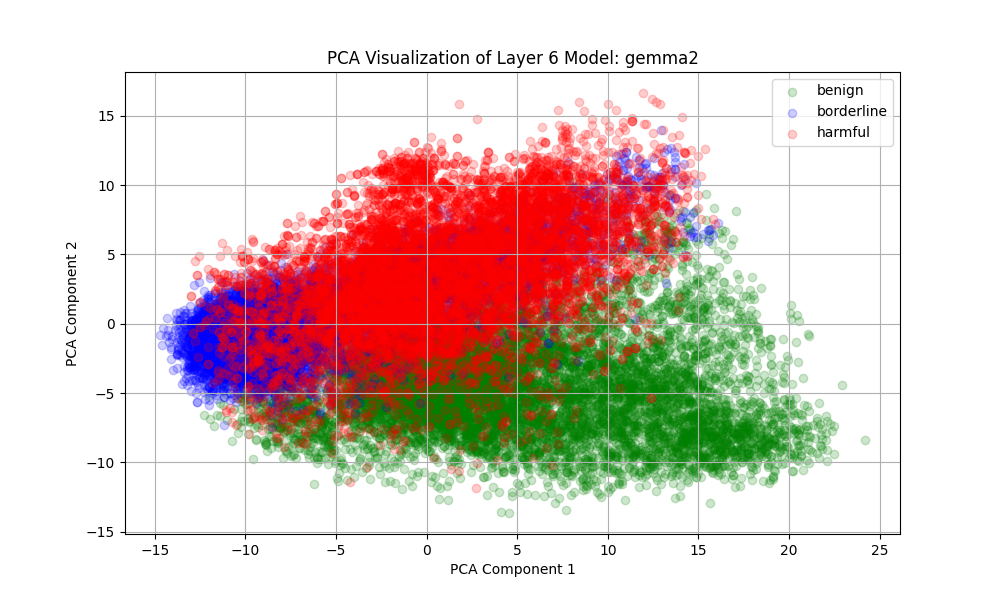 PCA Visualization of Layer 6 Model: gemma2
benign
borderline
harmful
15
10
5
0
−5
−10
−15
PCA Component 2
−15 −10 −5 0 5 10 15 20 25
PCA Component 1